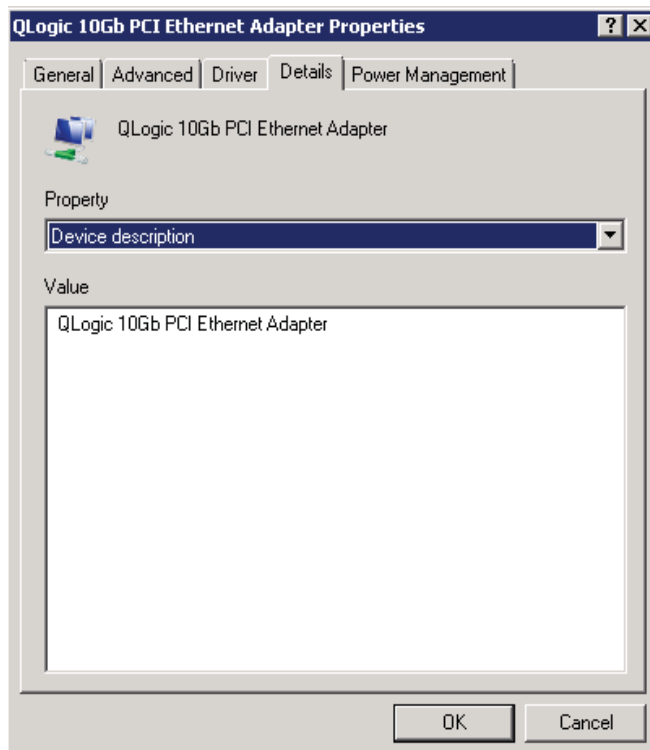 QLogic 10Gb PCI Ethernet Adapter Properties
General Advanced Driver Details Power Management
QLogic 10Gb PCI Ethernet Adapter
Property
Device description
Value
QLogic 10Gb PCI Ethernet Adapter
OK Cancel